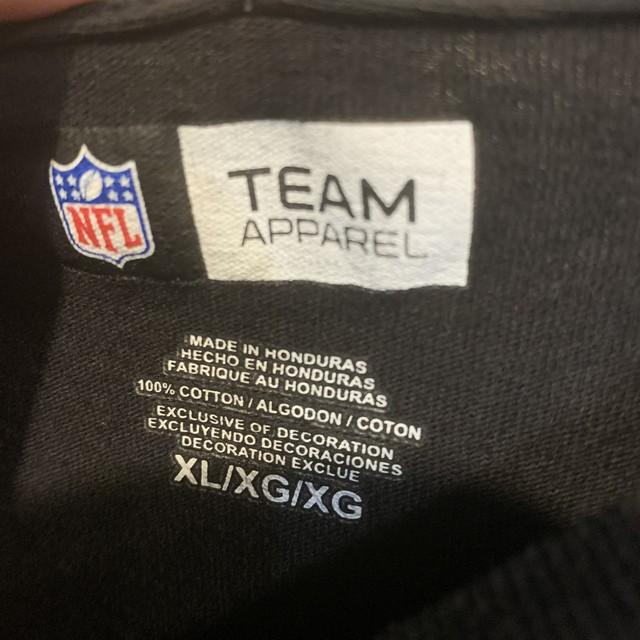 NFL
TEAM
APPAREL
MADE IN HONDURAS
HECHO EN HONDURAS
FABRIQUE AU HONDURAS
100% COTTON / ALGODON / COTON
EXCLUSIVE OF DECORATION
EXCLUYENDO DECORACIONES
DECORATION EXCLUE
XL/XG/XG